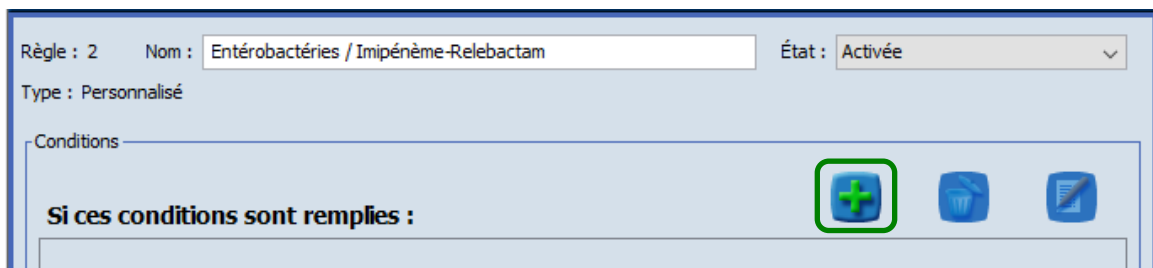 Règle : 2 Nom : Entérobactéries / Imipénème-Relebactam État : Activée
Type : Personnalisé
Conditions
Si ces conditions sont remplies :